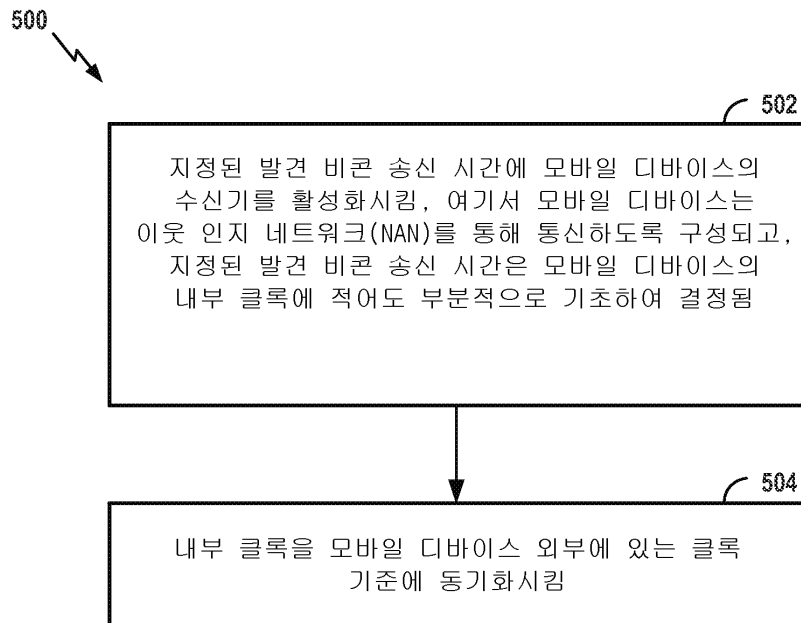 500
502
지정된 발견 비콘 송신 시간에 모바일 디바이스의
수신기를 활성화시킴, 여기서 모바일 디바이스는
이웃 인지 네트워크(NAN)를 통해 통신하도록 구성되고,
지정된 발견 비콘 송신 시간은 모바일 디바이스의
내부 클록에 적어도 부분적으로 기초하여 결정됨
504
내부 클록을 모바일 디바이스 외부에 있는 클록
기준에 동기화시킴